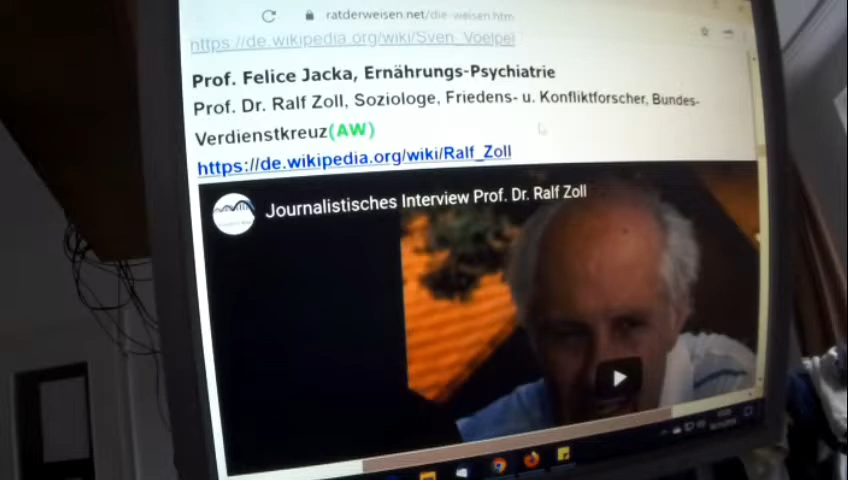 ratderweisen.net/die-weisen.htm
https://de.wikipedia.org/wiki/Sven_Voelpel
Prof. Felice Jacka, Ernährungs-Psychiatrie
Prof. Dr. Ralf Zoll, Soziologe, Friedens- u. Konfliktforscher, Bundes-
Verdienstkreuz(AW)
https://de.wikipedia.org/wiki/Ralf_Zoll
Journalistisches Interview Prof. Dr. Ralf Zoll